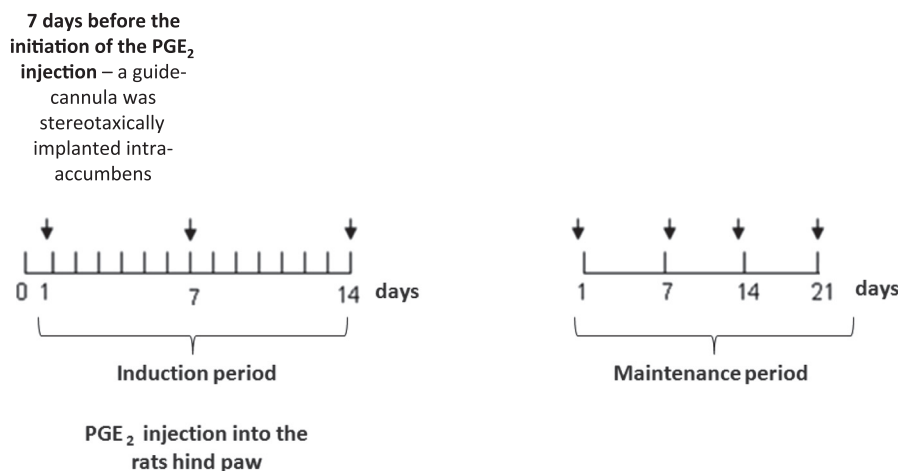 7 days before the
initiation of the PGE2
injection – a guide-
cannula was
stereotaxically
implanted intra-
accumbens
0 1 7 14 days
1 7 14 21 days
Induction period
Maintenance period
PGE2 injection into the
rats hind paw